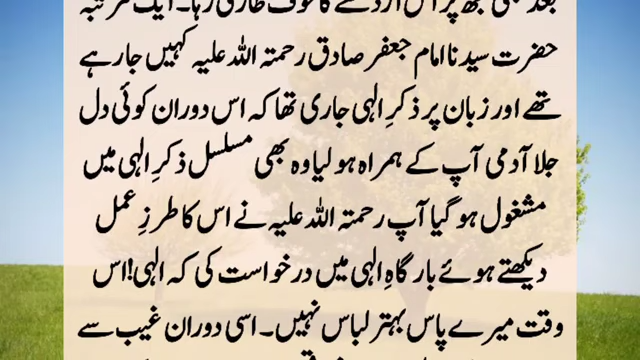 بعد بھی مجھ پر اس اژدھے کا خوف طاری رہا۔ ایک مرتبہ
حضرت سیدنا امام جعفر صادق رحمتہ اللہ علیہ کہیں جا رہے
تھے اور زبان پر ذکرِ الٰہی جاری تھا کہ اس دوران کوئی دل
جلا آدمی آپ کے ہمراہ ہو لیا وہ بھی مسلسل ذکرِ الٰہی میں
مشغول ہو گیا آپ رحمتہ اللہ علیہ نے اس کا طرزِ عمل
دیکھتے ہوئے بارگاہِ الٰہی میں درخواست کی کہ الٰہی! اس
وقت میرے پاس بہتر لباس نہیں۔ اسی دوران غیب سے